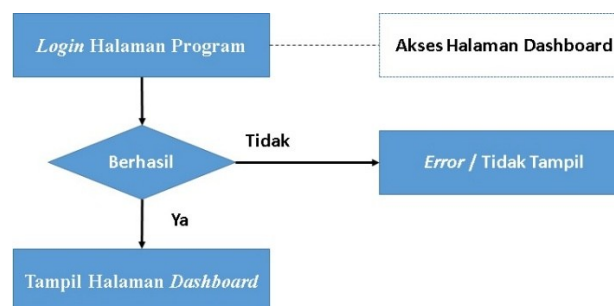 Login Halaman Program
Akses Halaman Dashboard
Berhasil
Tidak
Error / Tidak Tampil
Ya
Tampil Halaman Dashboard